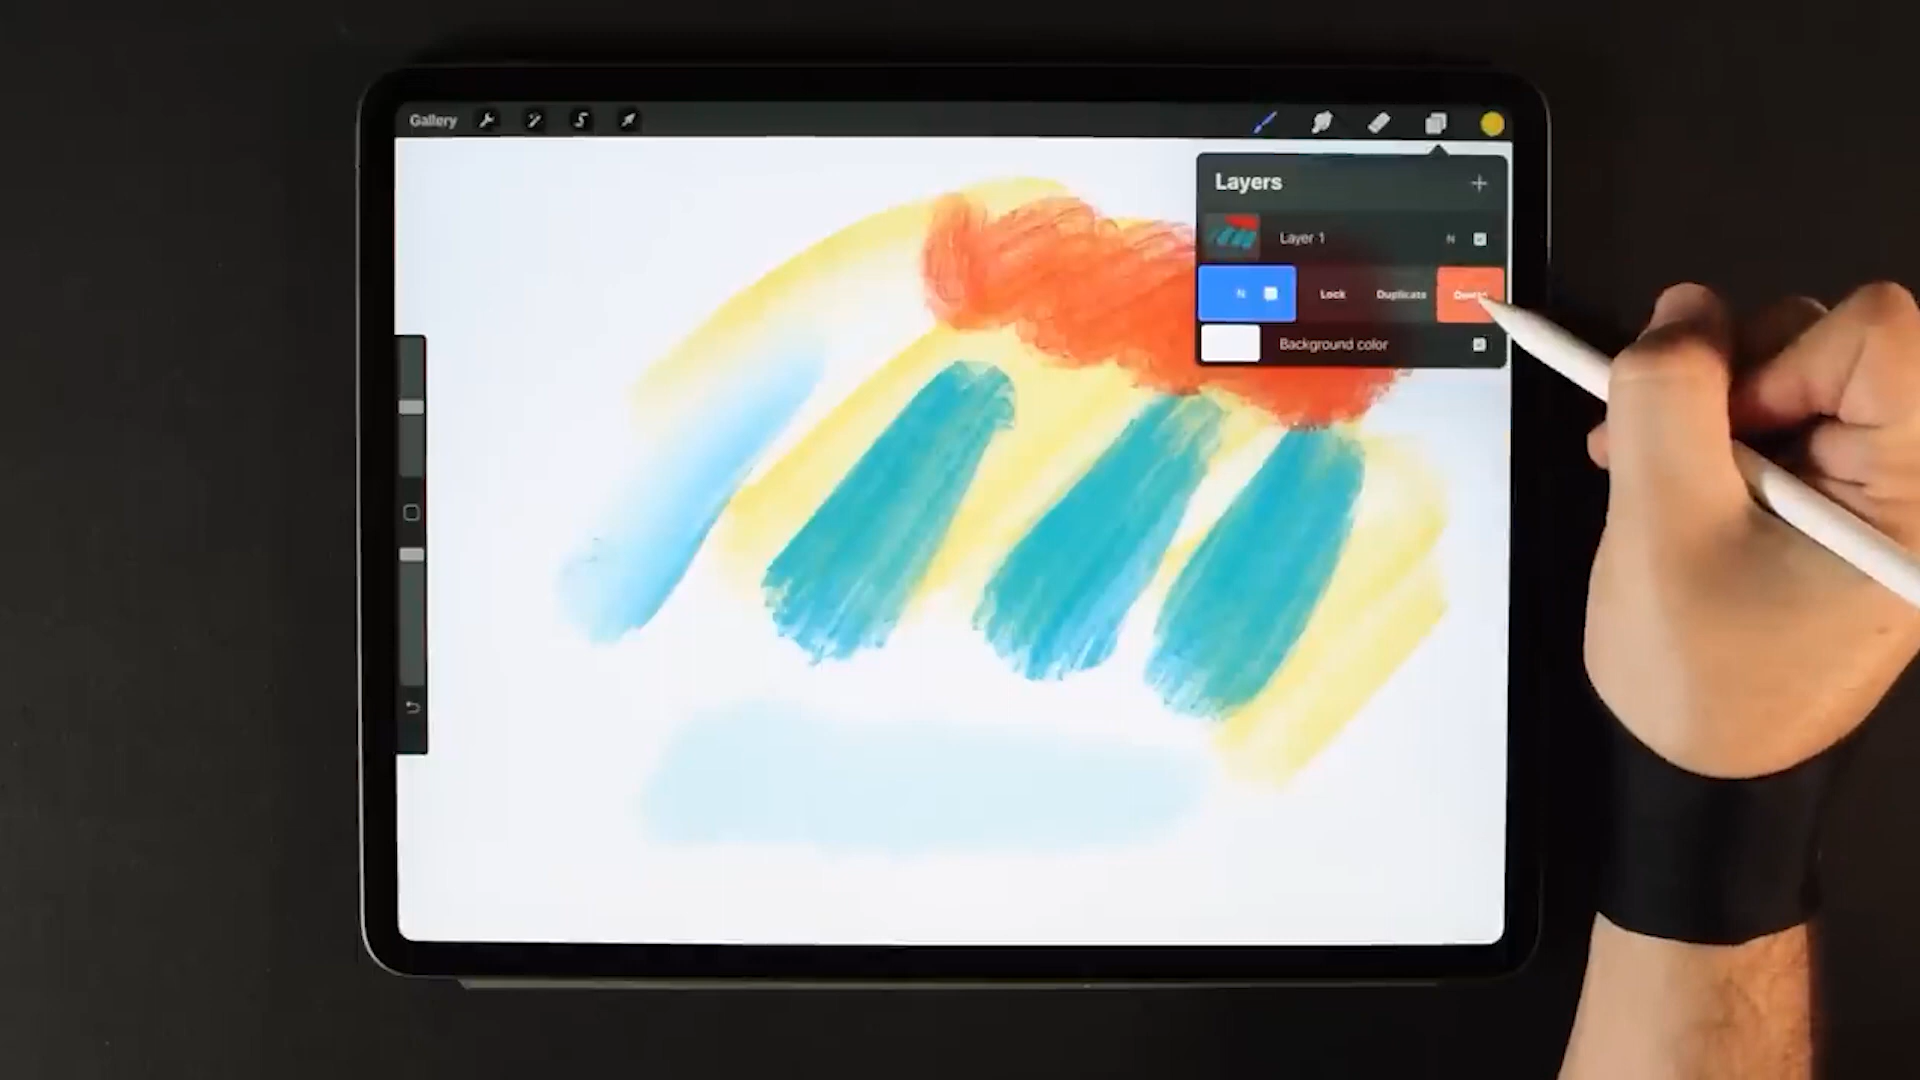 Gallery
Layers
Layer 1 N
N Lock Duplicate
Background color